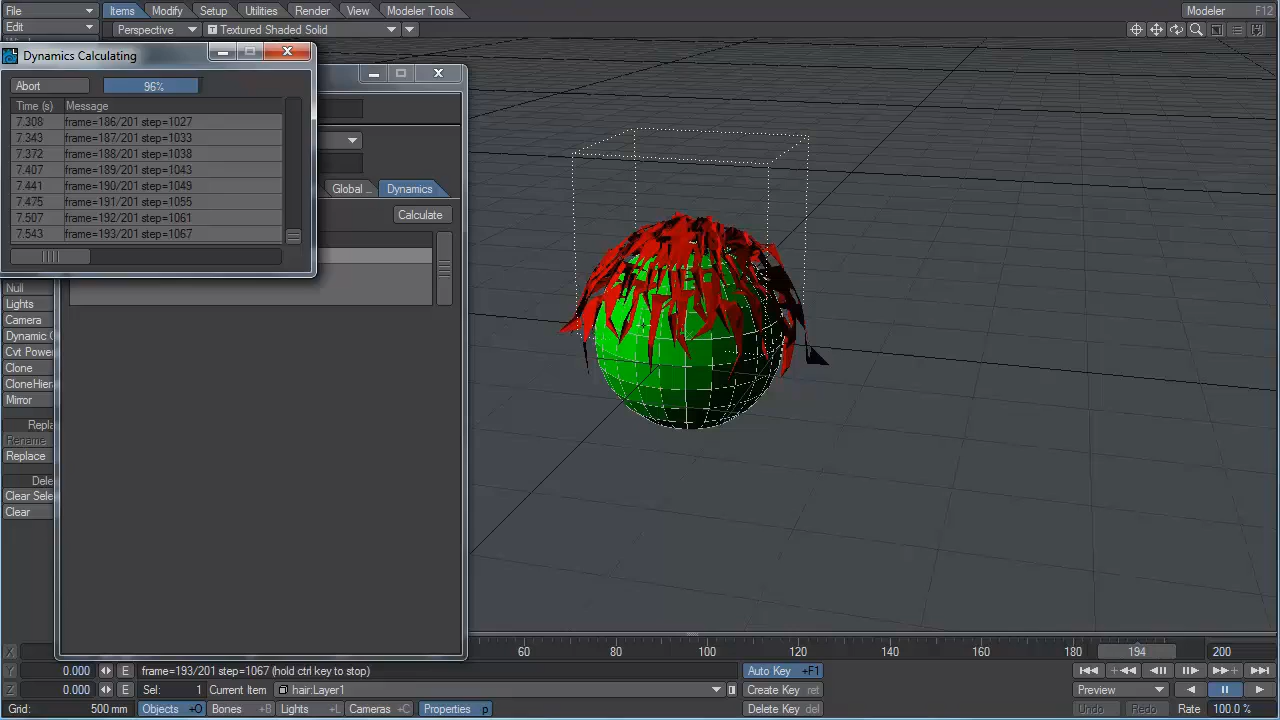 File Items Modify Setup Utilities Render View Modeler Tools Modeler F12
Edit Perspective T Textured Shaded Solid
Dynamics Calculating
Abort 96%
Time (s) Message
7.308 frame=186/201 step=1027
7.343 frame=187/201 step=1033
7.372 frame=188/201 step=1038
7.407 frame=189/201 step=1043
7.441 frame=190/201 step=1049
7.475 frame=191/201 step=1055
7.507 frame=192/201 step=1061
7.543 frame=193/201 step=1067
Global ... Dynamics
Calculate
Null
Lights
Camera
Dynamic
Cvt Powe
Clone
CloneHier
Mirror
Repla
Rename
Replace
Dele
Clear Sele
Clear
60 80 100 120 140 160 180 194 200
X
Y 0.000 E frame=193/201 step=1067 (hold ctrl key to stop) Auto Key +F1
Z 0.000 E Sel: 1 Current Item hair:Layer1 Create Key ret Preview
Grid: 500 mm Objects +O Bones +B Lights +L Cameras +C Properties p Delete Key del Undo Redo Rate 100.0 %